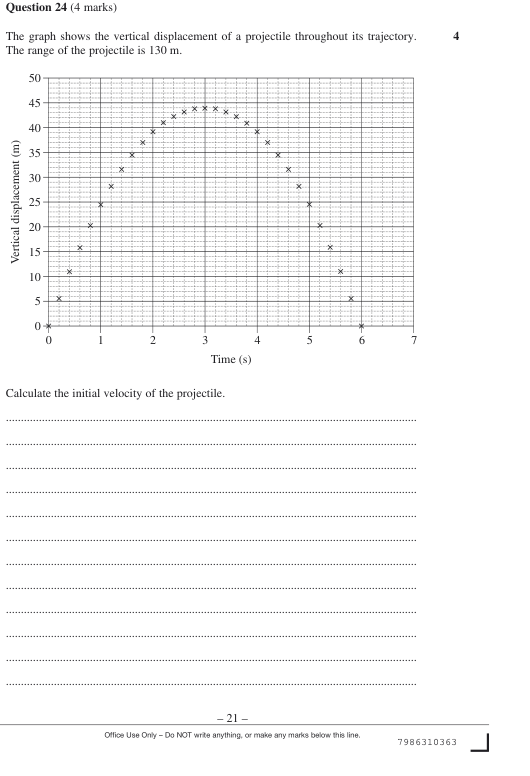 Question 24 (4 marks)
The graph shows the vertical displacement of a projectile throughout its trajectory. 4
The range of the projectile is 130 m.
50
45
40
35
30
25
20
15
10
5
0
Vertical displacement (m)
0 1 2 3 4 5 6 7
Time (s)
Calculate the initial velocity of the projectile.
– 21 –
Office Use Only – Do NOT write anything, or make any marks below this line.
7986310363